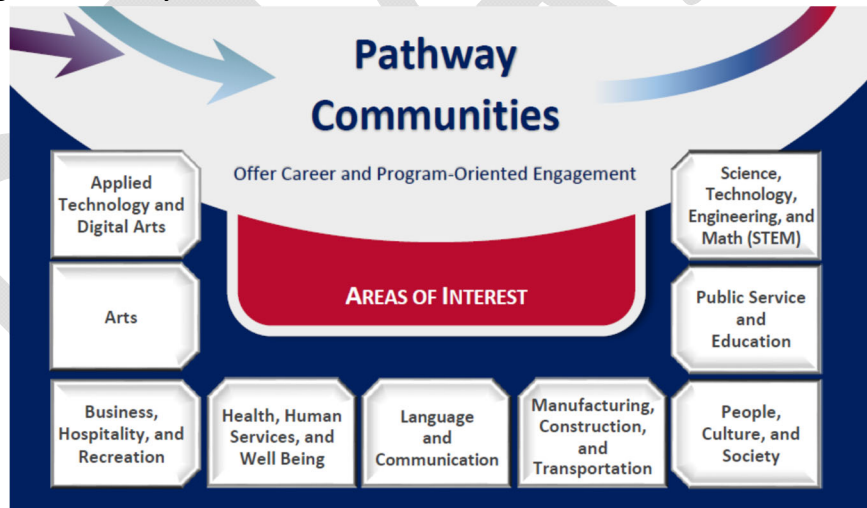 Pathway
Communities
Offer Career and Program-Oriented Engagement
AREAS OF INTEREST
Applied
Technology and
Digital Arts
Arts
Business,
Hospitality, and
Recreation
Health, Human
Services, and
Well Being
Language
and
Communication
Manufacturing,
Construction,
and
Transportation
People,
Culture, and
Society
Public Service
and
Education
Science,
Technology,
Engineering, and
Math (STEM)